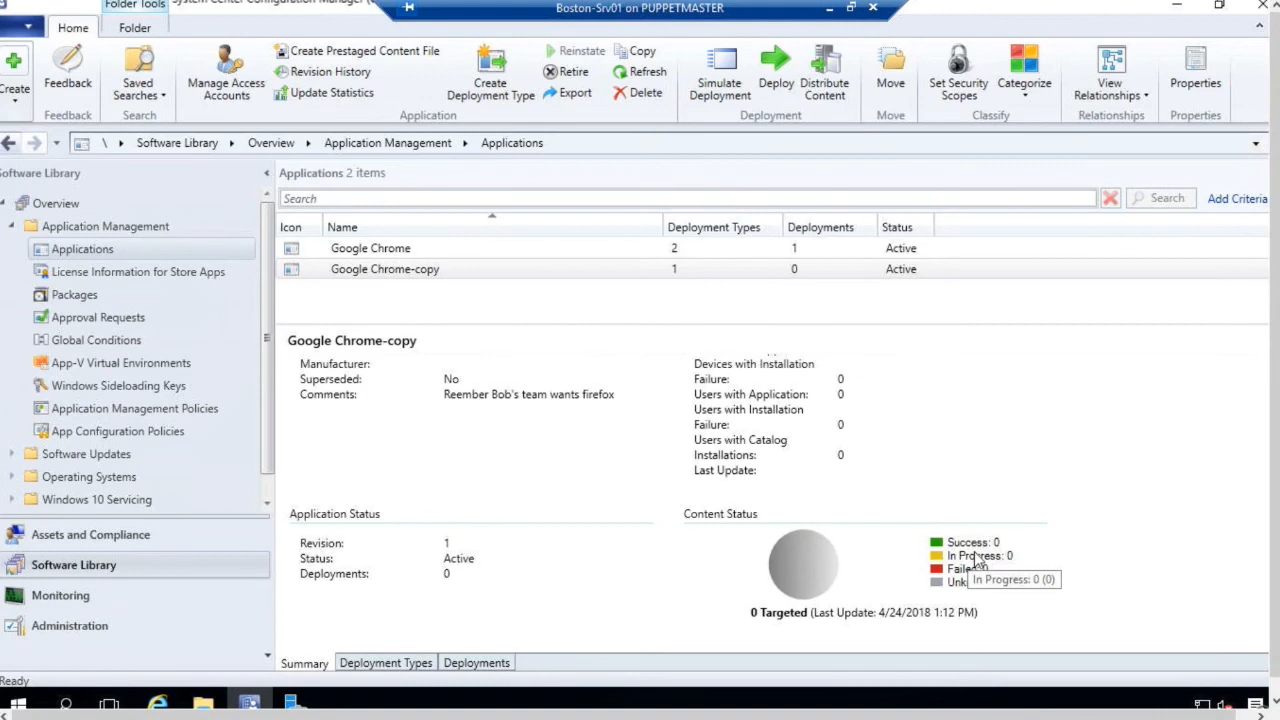 Folder Tools
System Center Configuration Manager
Boston-Srv01 on PUPPETMASTER
Home
Folder
Create
Feedback
Feedback
Saved
Searches
Search
Manage Access
Accounts
Create Prestaged Content File
Revision History
Update Statistics
Create
Deployment Type
Reinstate
Retire
Export
Copy
Refresh
Delete
Application
Simulate
Deployment
Deploy
Distribute
Content
Deployment
Move
Move
Set Security
Scopes
Categorize
Classify
View
Relationships
Relationships
Properties
Properties
\ Software Library Overview Application Management Applications
oftware Library
Overview
Application Management
Applications
License Information for Store Apps
Packages
Approval Requests
Global Conditions
App-V Virtual Environments
Windows Sideloading Keys
Application Management Policies
App Configuration Policies
Software Updates
Operating Systems
Windows 10 Servicing
Assets and Compliance
Software Library
Monitoring
Administration
Applications 2 items
Search
Search
Add Criteria
Icon Name Deployment Types Deployments Status
Google Chrome 2 1 Active
Google Chrome-copy 1 0 Active
Google Chrome-copy
Manufacturer:
Superseded: No
Comments: Reember Bob's team wants firefox
Devices with Installation
Failure: 0
Users with Application: 0
Users with Installation
Failure: 0
Users with Catalog
Installations: 0
Last Update:
Application Status
Revision: 1
Status: Active
Deployments: 0
Content Status
Success: 0
In Progress: 0
Faile
Unk
In Progress: 0 (0)
0 Targeted (Last Update: 4/24/2018 1:12 PM)
Summary Deployment Types Deployments
Ready